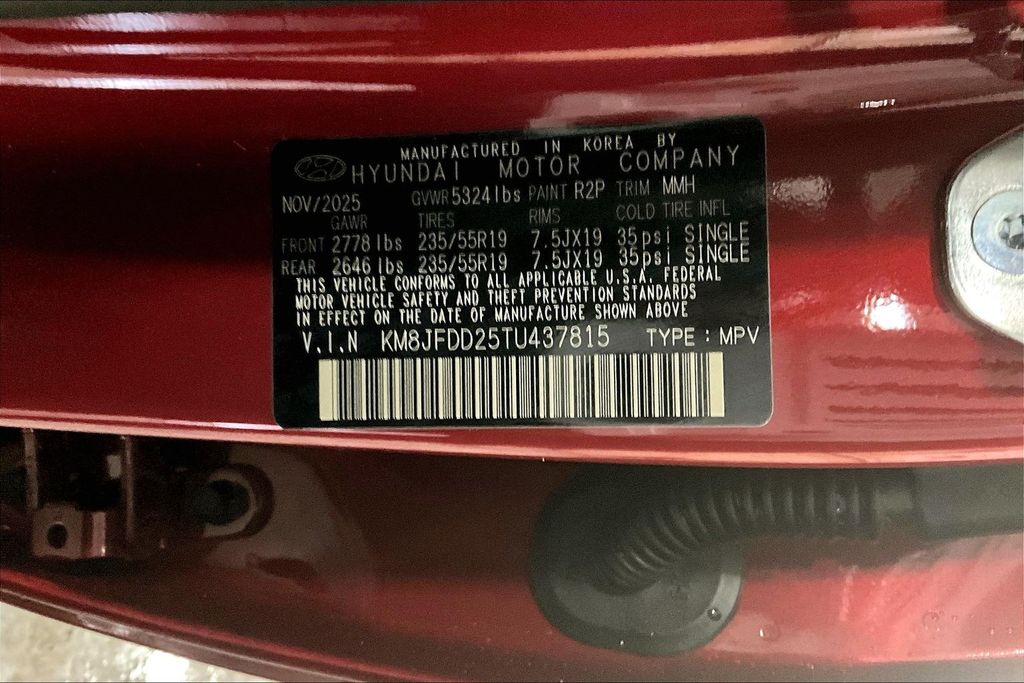 MANUFACTURED IN KOREA BY
HYUNDAI MOTOR COMPANY
NOV/2025 GVWR 5324lbs PAINT R2P TRIM MMH
GAWR TIRES RIMS COLD TIRE INFL
FRONT 2778 lbs 235/55R19 7.5JX19 35psi SINGLE
REAR 2646 lbs 235/55R19 7.5JX19 35psi SINGLE
THIS VEHICLE CONFORMS TO ALL APPLICABLE U.S.A. FEDERAL
MOTOR VEHICLE SAFETY AND THEFT PREVENTION STANDARDS
IN EFFECT ON THE DATE OF MANUFACTURE SHOWN ABOVE
V.I.N KM8JFDD25TU437815 TYPE : MPV